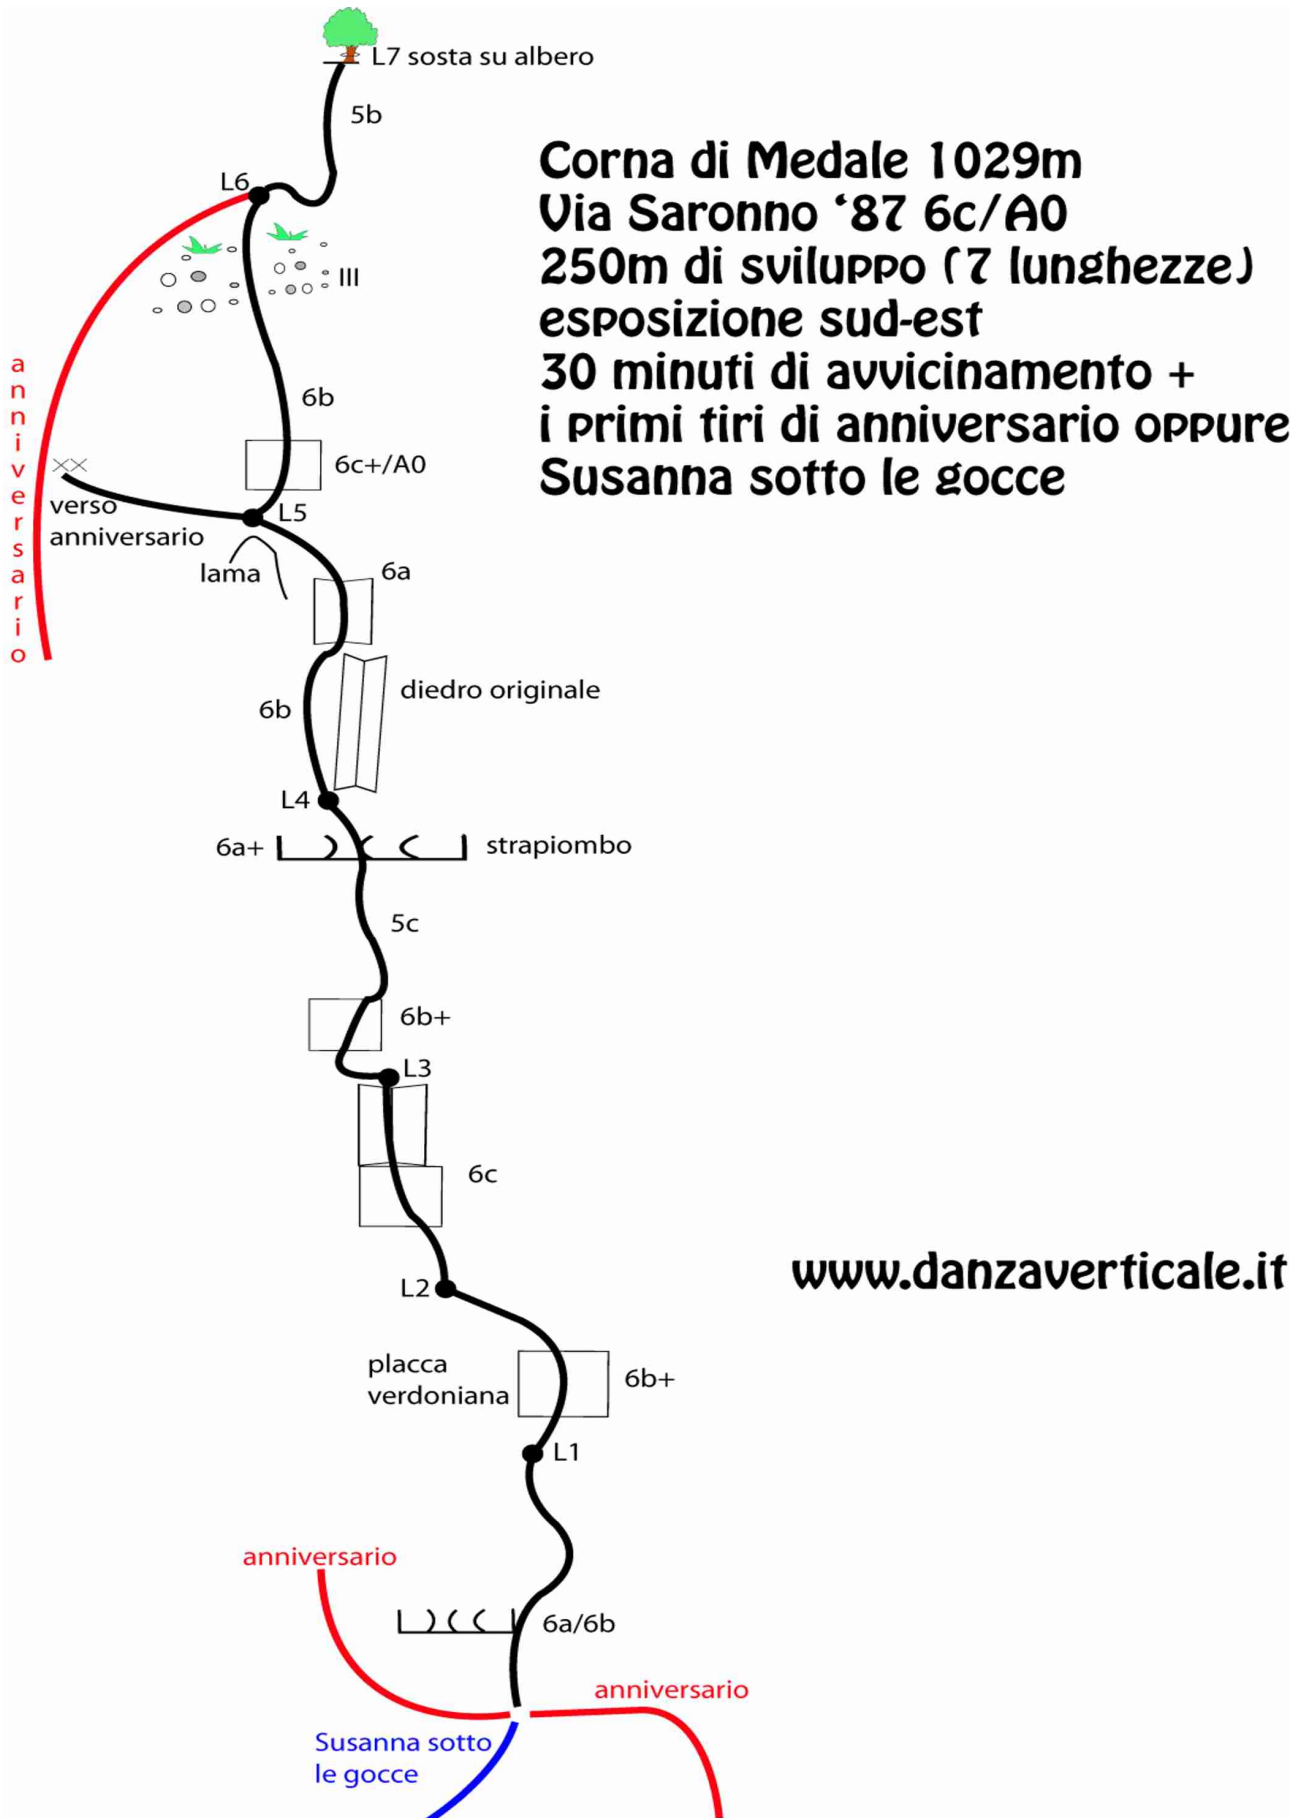 L7 sosta su albero
5b
Corna di Medale 1029m
Via Saronno ‘87 6c/A0
250m di sviluppo (7 lunghezze)
esposizione sud-est
30 minuti di avvicinamento +
i primi tiri di anniversario oppure
Susanna sotto le gocce
L6
III
anniversario
6b
6c+/A0
xx
verso
anniversario
L5
lama
6a
diedro originale
6b
L4
6a+
strapiombo
5c
6b+
L3
6c
www.danzaverticale.it
L2
placca
verdoniana
6b+
L1
anniversario
6a/6b
anniversario
Susanna sotto
le gocce